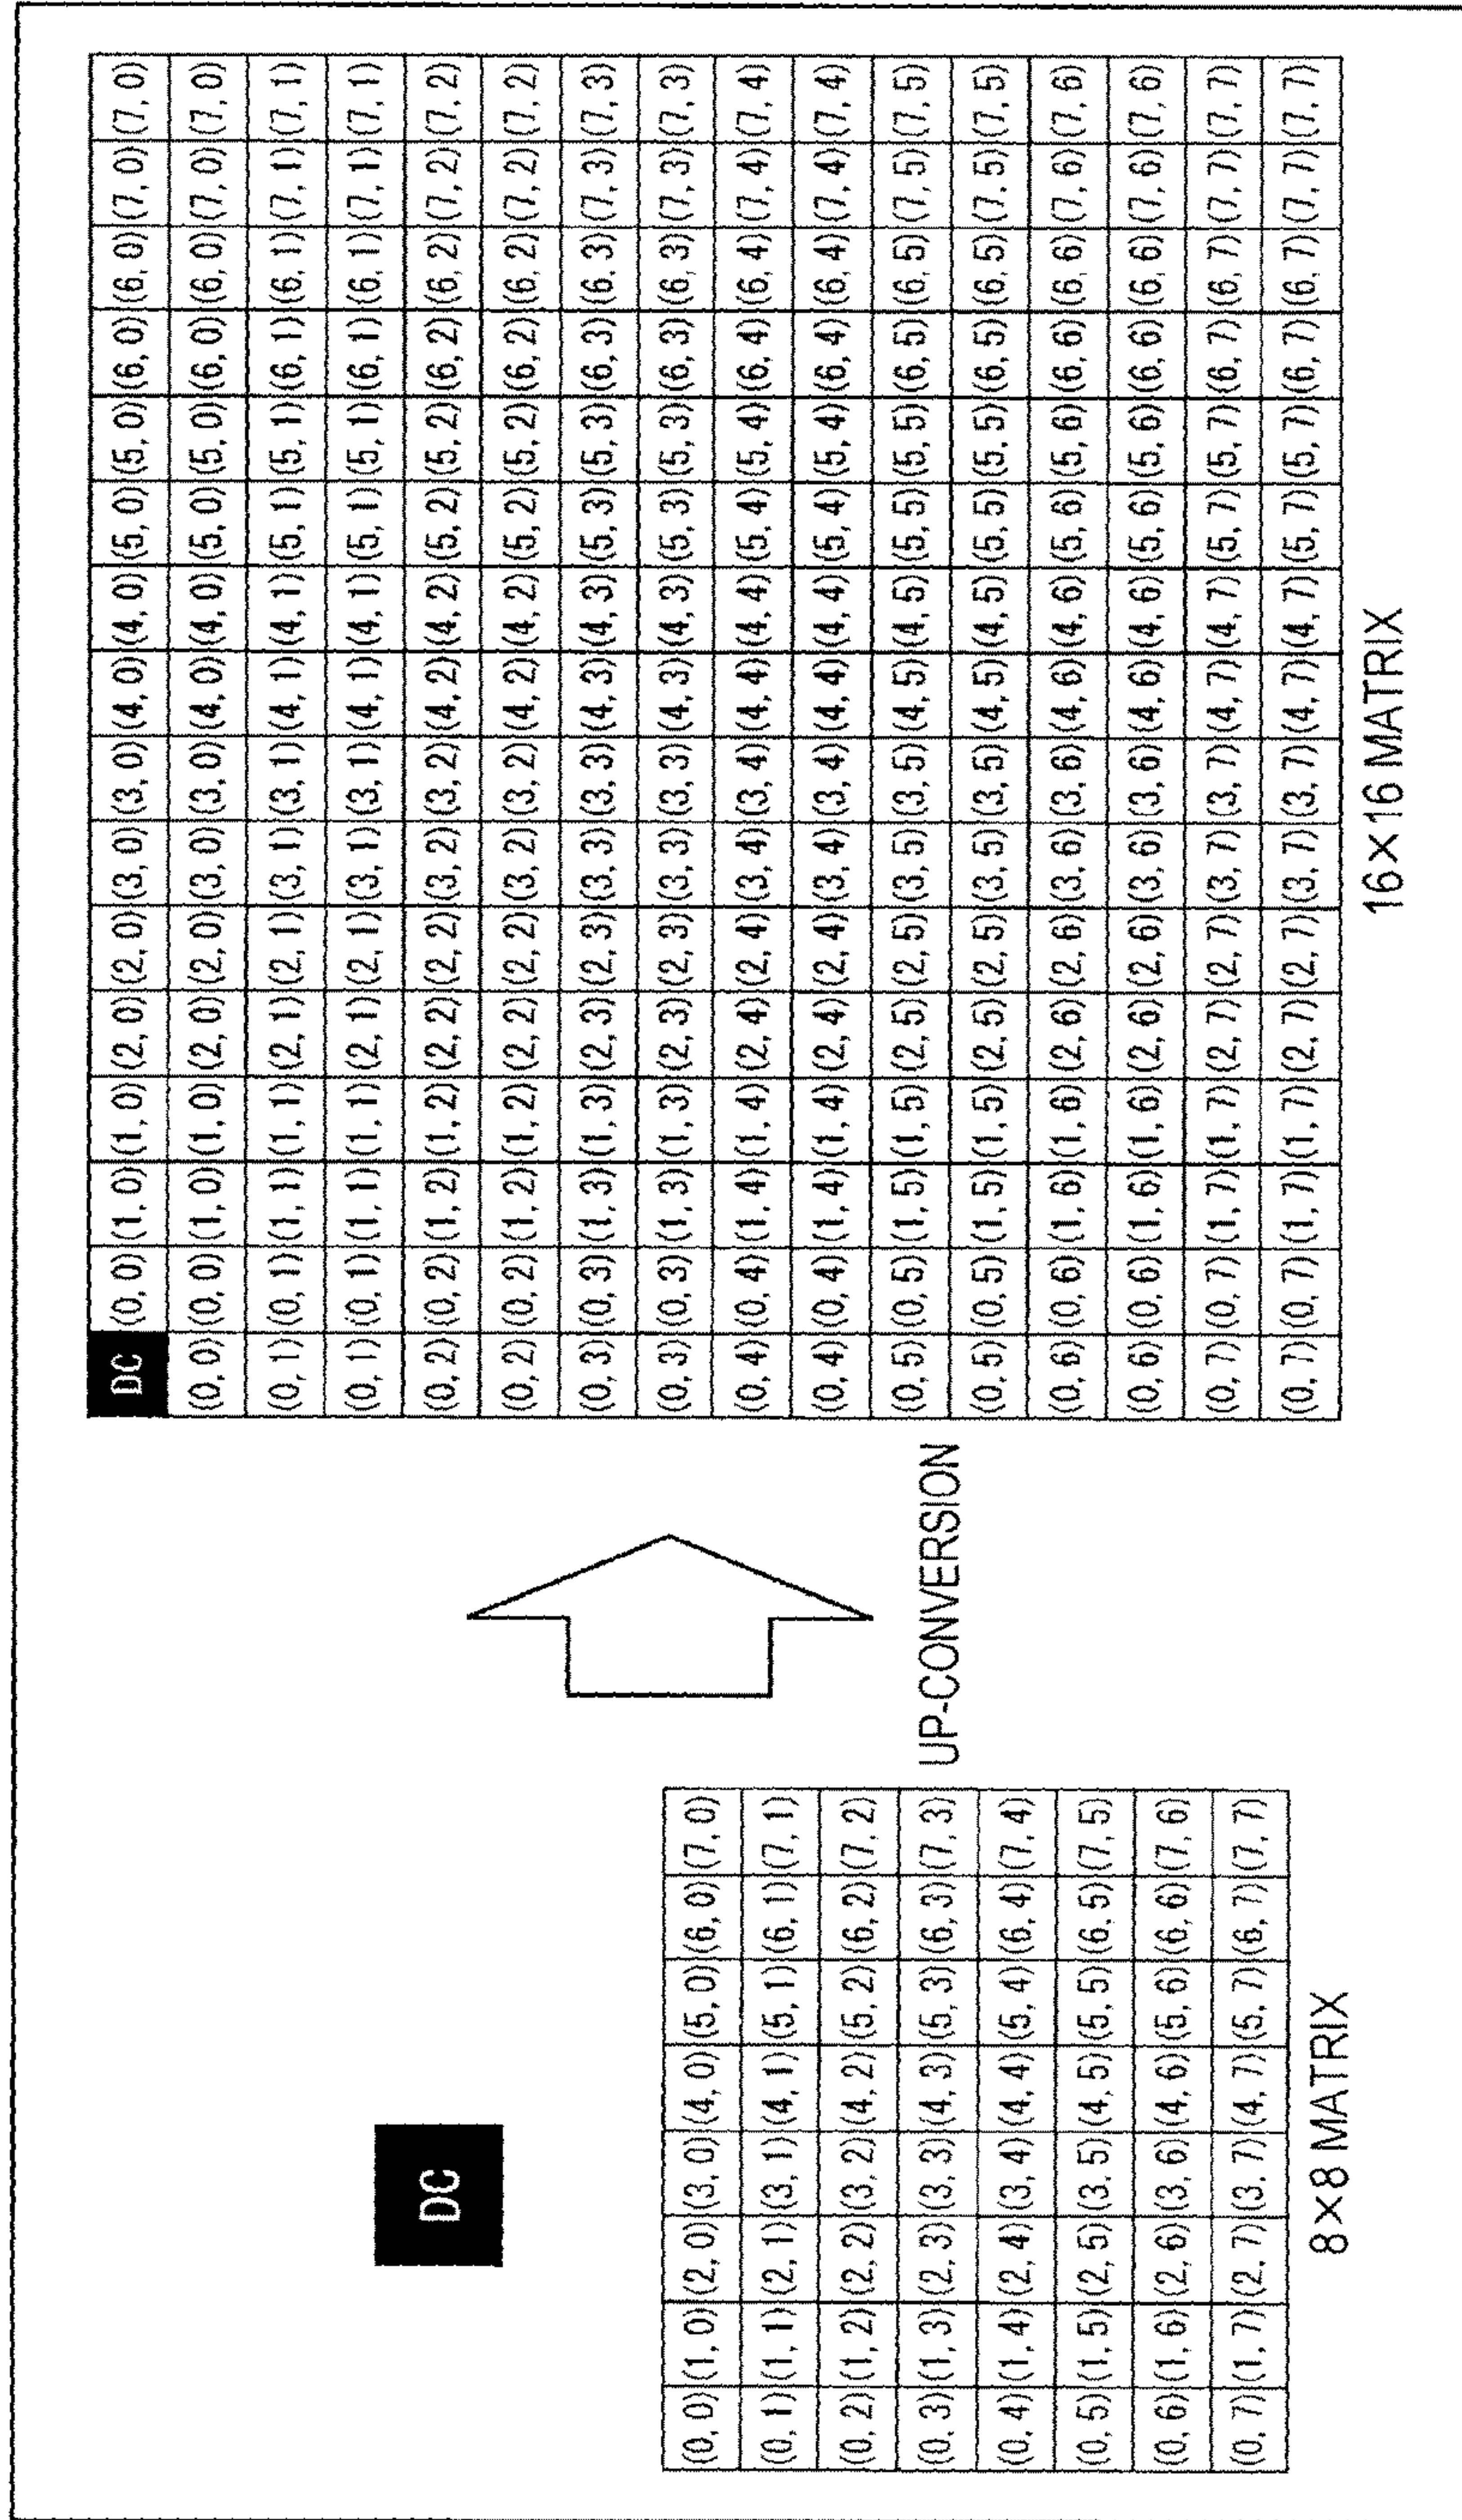 DC
(0, 0) (1, 0) (2, 0) (3, 0) (4, 0) (5, 0) (6, 0) (7, 0)
(0, 1) (1, 1) (2, 1) (3, 1) (4, 1) (5, 1) (6, 1) (7, 1)
(0, 2) (1, 2) (2, 2) (3, 2) (4, 2) (5, 2) (6, 2) (7, 2)
(0, 3) (1, 3) (2, 3) (3, 3) (4, 3) (5, 3) (6, 3) (7, 3)
(0, 4) (1, 4) (2, 4) (3, 4) (4, 4) (5, 4) (6, 4) (7, 4)
(0, 5) (1, 5) (2, 5) (3, 5) (4, 5) (5, 5) (6, 5) (7, 5)
(0, 6) (1, 6) (2, 6) (3, 6) (4, 6) (5, 6) (6, 6) (7, 6)
(0, 7) (1, 7) (2, 7) (3, 7) (4, 7) (5, 7) (6, 7) (7, 7)
8×8 MATRIX
UP-CONVERSION
DC (0, 0) (1, 0) (1, 0) (2, 0) (2, 0) (3, 0) (3, 0) (4, 0) (4, 0) (5, 0) (5, 0) (6, 0) (6, 0) (7, 0) (7, 0)
(0, 0) (0, 0) (1, 0) (1, 0) (2, 0) (2, 0) (3, 0) (3, 0) (4, 0) (4, 0) (5, 0) (5, 0) (6, 0) (6, 0) (7, 0) (7, 0)
(0, 1) (0, 1) (1, 1) (1, 1) (2, 1) (2, 1) (3, 1) (3, 1) (4, 1) (4, 1) (5, 1) (5, 1) (6, 1) (6, 1) (7, 1) (7, 1)
(0, 1) (0, 1) (1, 1) (1, 1) (2, 1) (2, 1) (3, 1) (3, 1) (4, 1) (4, 1) (5, 1) (5, 1) (6, 1) (6, 1) (7, 1) (7, 1)
(0, 2) (0, 2) (1, 2) (1, 2) (2, 2) (2, 2) (3, 2) (3, 2) (4, 2) (4, 2) (5, 2) (5, 2) (6, 2) (6, 2) (7, 2) (7, 2)
(0, 2) (0, 2) (1, 2) (1, 2) (2, 2) (2, 2) (3, 2) (3, 2) (4, 2) (4, 2) (5, 2) (5, 2) (6, 2) (6, 2) (7, 2) (7, 2)
(0, 3) (0, 3) (1, 3) (1, 3) (2, 3) (2, 3) (3, 3) (3, 3) (4, 3) (4, 3) (5, 3) (5, 3) (6, 3) (6, 3) (7, 3) (7, 3)
(0, 3) (0, 3) (1, 3) (1, 3) (2, 3) (2, 3) (3, 3) (3, 3) (4, 3) (4, 3) (5, 3) (5, 3) (6, 3) (6, 3) (7, 3) (7, 3)
(0, 4) (0, 4) (1, 4) (1, 4) (2, 4) (2, 4) (3, 4) (3, 4) (4, 4) (4, 4) (5, 4) (5, 4) (6, 4) (6, 4) (7, 4) (7, 4)
(0, 4) (0, 4) (1, 4) (1, 4) (2, 4) (2, 4) (3, 4) (3, 4) (4, 4) (4, 4) (5, 4) (5, 4) (6, 4) (6, 4) (7, 4) (7, 4)
(0, 5) (0, 5) (1, 5) (1, 5) (2, 5) (2, 5) (3, 5) (3, 5) (4, 5) (4, 5) (5, 5) (5, 5) (6, 5) (6, 5) (7, 5) (7, 5)
(0, 5) (0, 5) (1, 5) (1, 5) (2, 5) (2, 5) (3, 5) (3, 5) (4, 5) (4, 5) (5, 5) (5, 5) (6, 5) (6, 5) (7, 5) (7, 5)
(0, 6) (0, 6) (1, 6) (1, 6) (2, 6) (2, 6) (3, 6) (3, 6) (4, 6) (4, 6) (5, 6) (5, 6) (6, 6) (6, 6) (7, 6) (7, 6)
(0, 6) (0, 6) (1, 6) (1, 6) (2, 6) (2, 6) (3, 6) (3, 6) (4, 6) (4, 6) (5, 6) (5, 6) (6, 6) (6, 6) (7, 6) (7, 6)
(0, 7) (0, 7) (1, 7) (1, 7) (2, 7) (2, 7) (3, 7) (3, 7) (4, 7) (4, 7) (5, 7) (5, 7) (6, 7) (6, 7) (7, 7) (7, 7)
(0, 7) (0, 7) (1, 7) (1, 7) (2, 7) (2, 7) (3, 7) (3, 7) (4, 7) (4, 7) (5, 7) (5, 7) (6, 7) (6, 7) (7, 7) (7, 7)
16×16 MATRIX